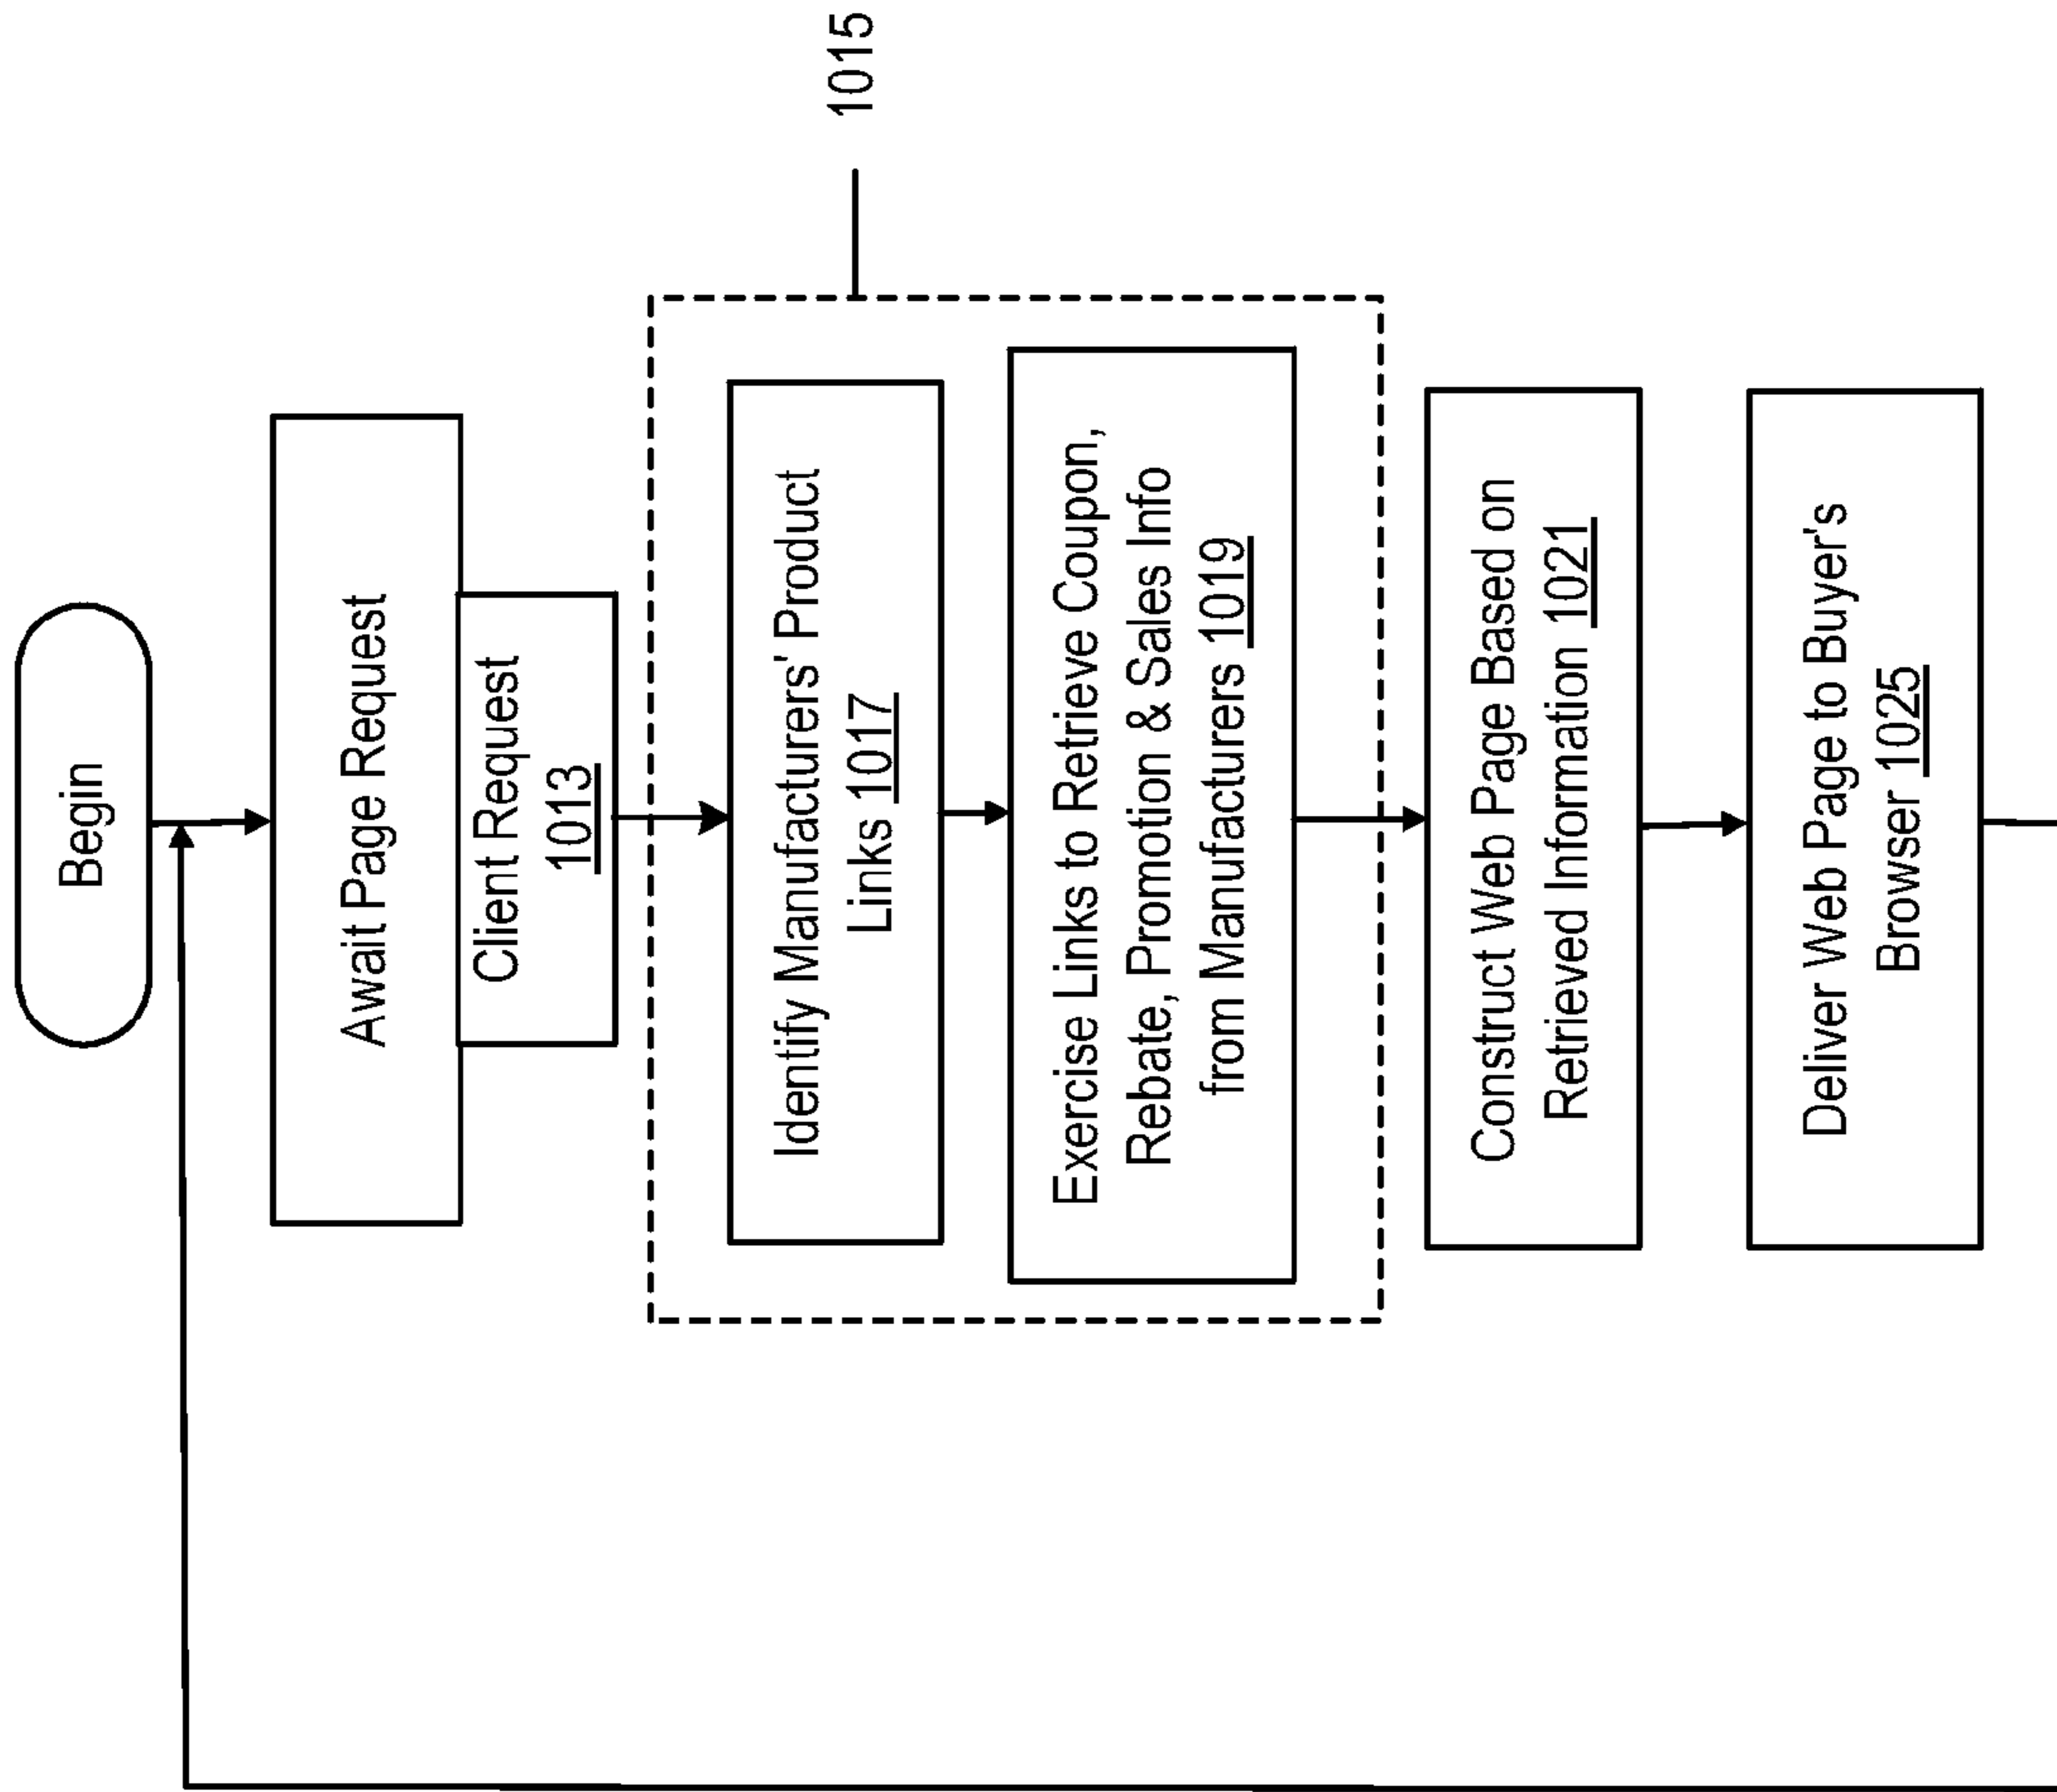 Begin
Await Page Request
Client Request
1013
1015
Identify Manufacturers' Product
Links 1017
Exercise Links to Retrieve Coupon,
Rebate, Promotion & Sales Info
from Manufacturers 1019
Construct Web Page Based on
Retrieved Information 1021
Deliver Web Page to Buyer's
Browser 1025